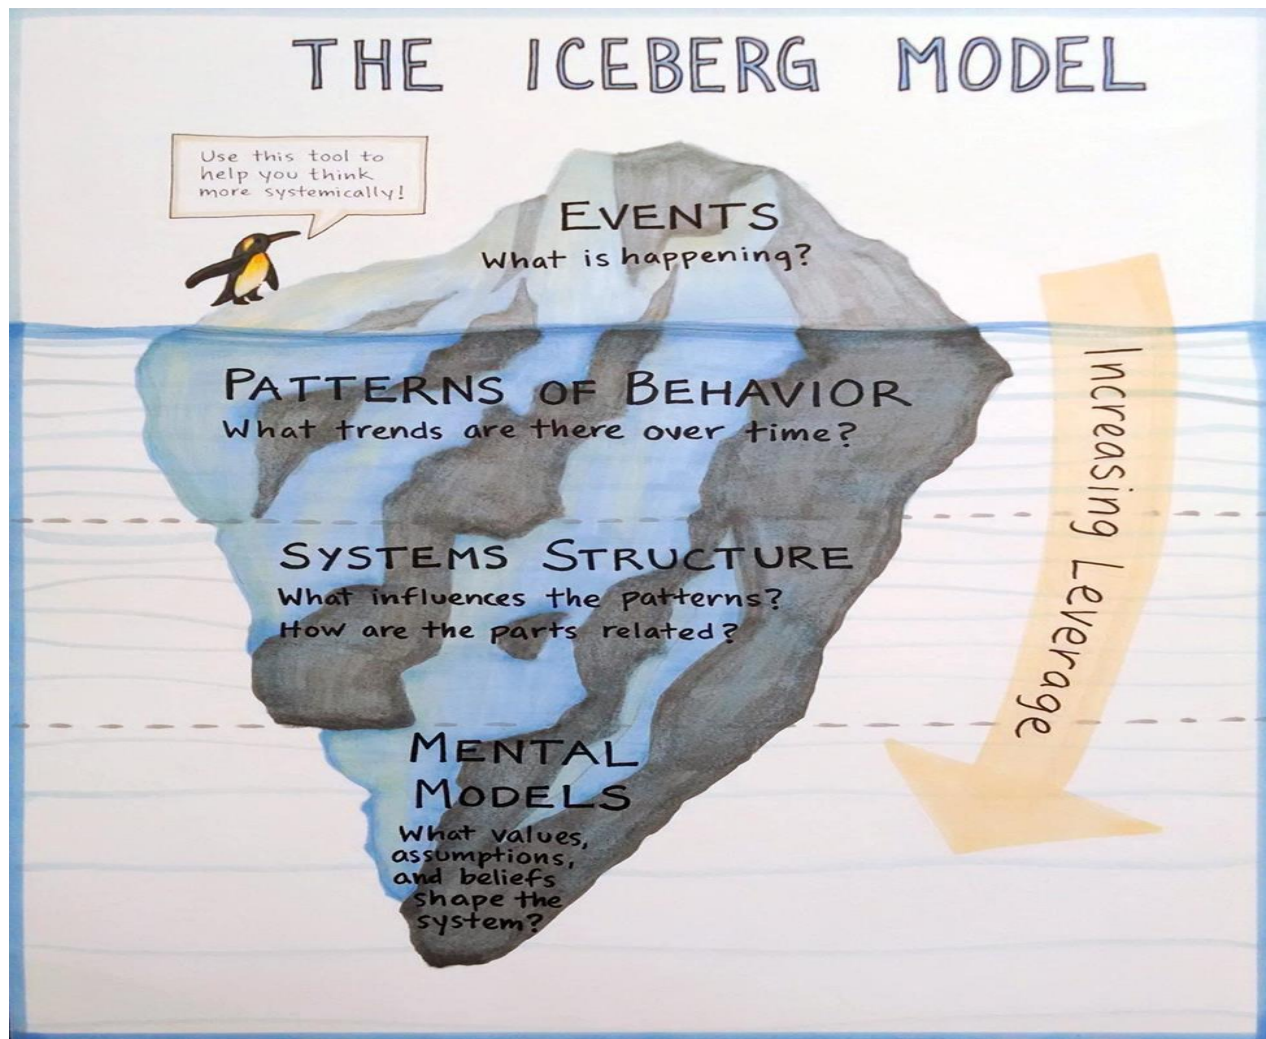 THE ICEBERG MODEL
Use this tool to
help you think
more systemically!
EVENTS
What is happening?
PATTERNS OF BEHAVIOR
What trends are there over time?
SYSTEMS STRUCTURE
What influences the patterns?
How are the parts related?
MENTAL
MODELS
What values,
assumptions,
and beliefs
shape the
system?
Increasing Leverage